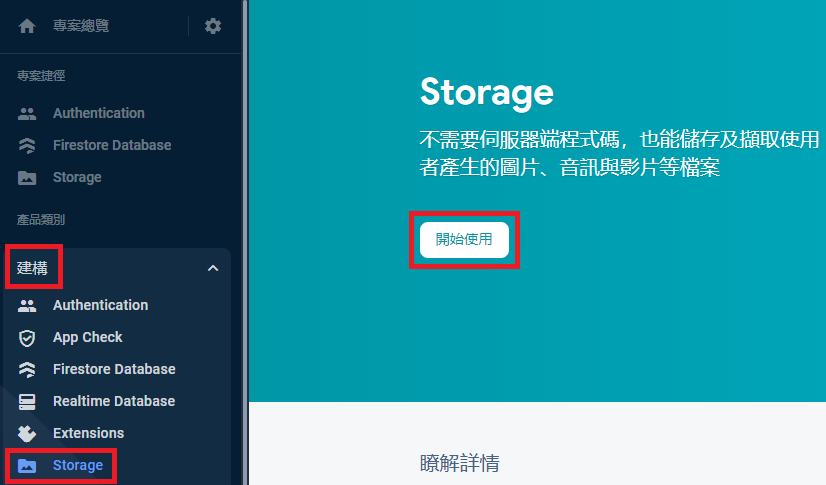 專案總覽
專案捷徑
Authentication
Firestore Database
Storage
產品類別
建構
Authentication
App Check
Firestore Database
Realtime Database
Extensions
Storage
Storage
不需要伺服器端程式碼，也能儲存及擷取使用
者產生的圖片、音訊與影片等檔案
開始使用
瞭解詳情